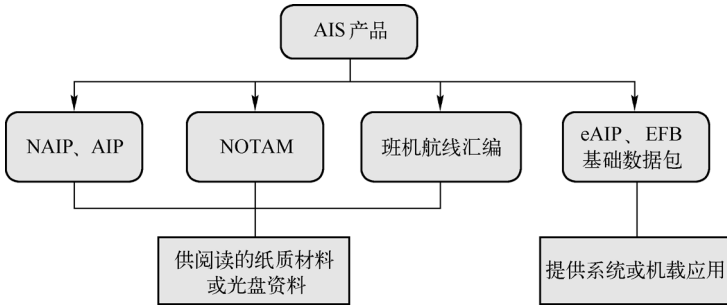 AIS产品
NAIP、AIP
NOTAM
班机航线汇编
eAIP、EFB
基础数据包
供阅读的纸质材料
或光盘资料
提供系统或机载应用